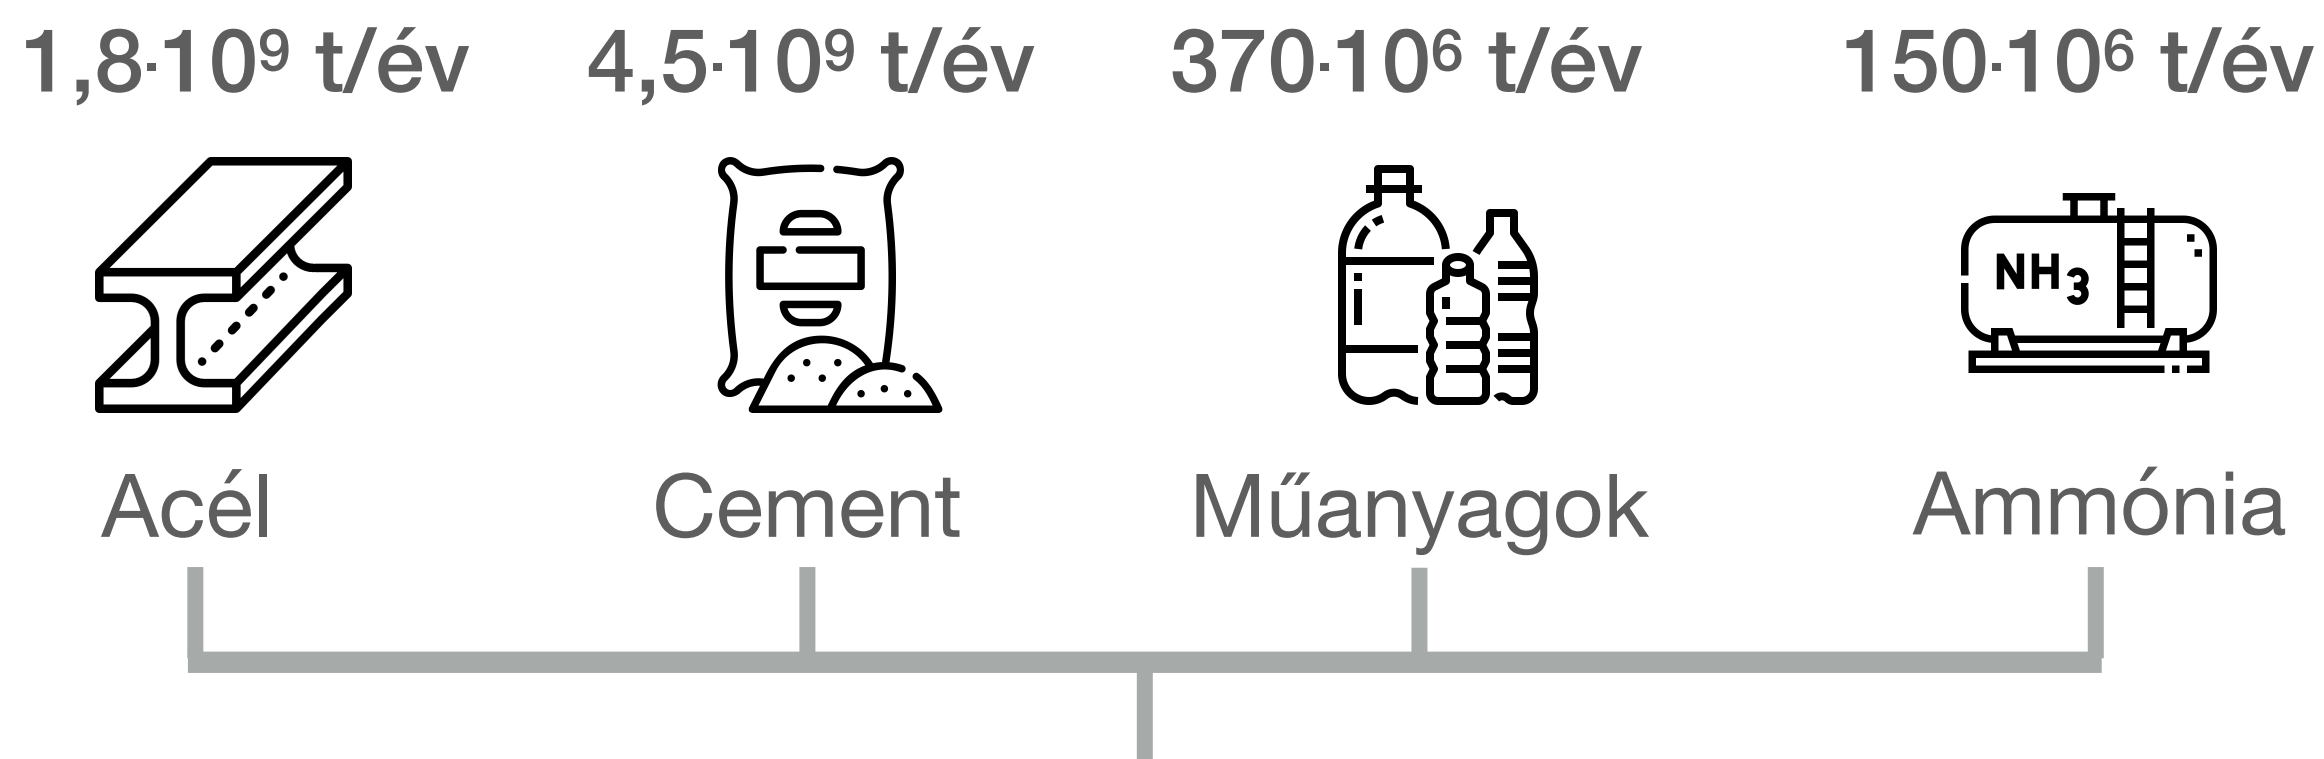 1,8·10⁹ t/év 4,5·10⁹ t/év 370·10⁶ t/év 150·10⁶ t/év
NH₃
Acél Cement Műanyagok Ammónia